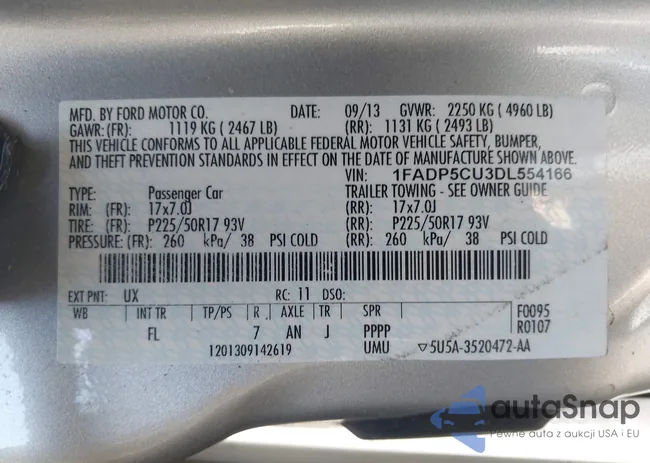 MFD. BY FORD MOTOR CO. DATE: 09/13 GVWR: 2250 KG ( 4960 LB)
GAWR: (FR): 1119 KG ( 2467 LB) (RR): 1131 KG ( 2493 LB)
THIS VEHICLE CONFORMS TO ALL APPLICABLE FEDERAL MOTOR VEHICLE SAFETY, BUMPER,
AND THEFT PREVENTION STANDARDS IN EFFECT ON THE DATE OF MANUFACTURE SHOWN ABOVE.
VIN: 1FADP5CU3DL554166
TYPE: Passenger Car TRAILER TOWING - SEE OWNER GUIDE
RIM: (FR): 17x7.0J (RR): 17x7.0J
TIRE: (FR): P225/50R17 93V (RR): P225/50R17 93V
PRESSURE: (FR): 260 kPa/ 38 PSI COLD (RR): 260 kPa/ 38 PSI COLD
EXT PNT: UX RC: 11 DSO:
WB INT TR TP/PS R AXLE TR SPR F0095
FL 7 AN J PPPP R0107
1201309142619 UMU ▽5U5A-3520472-AA
autoSnap
Pewne auta z aukcji USA i EU